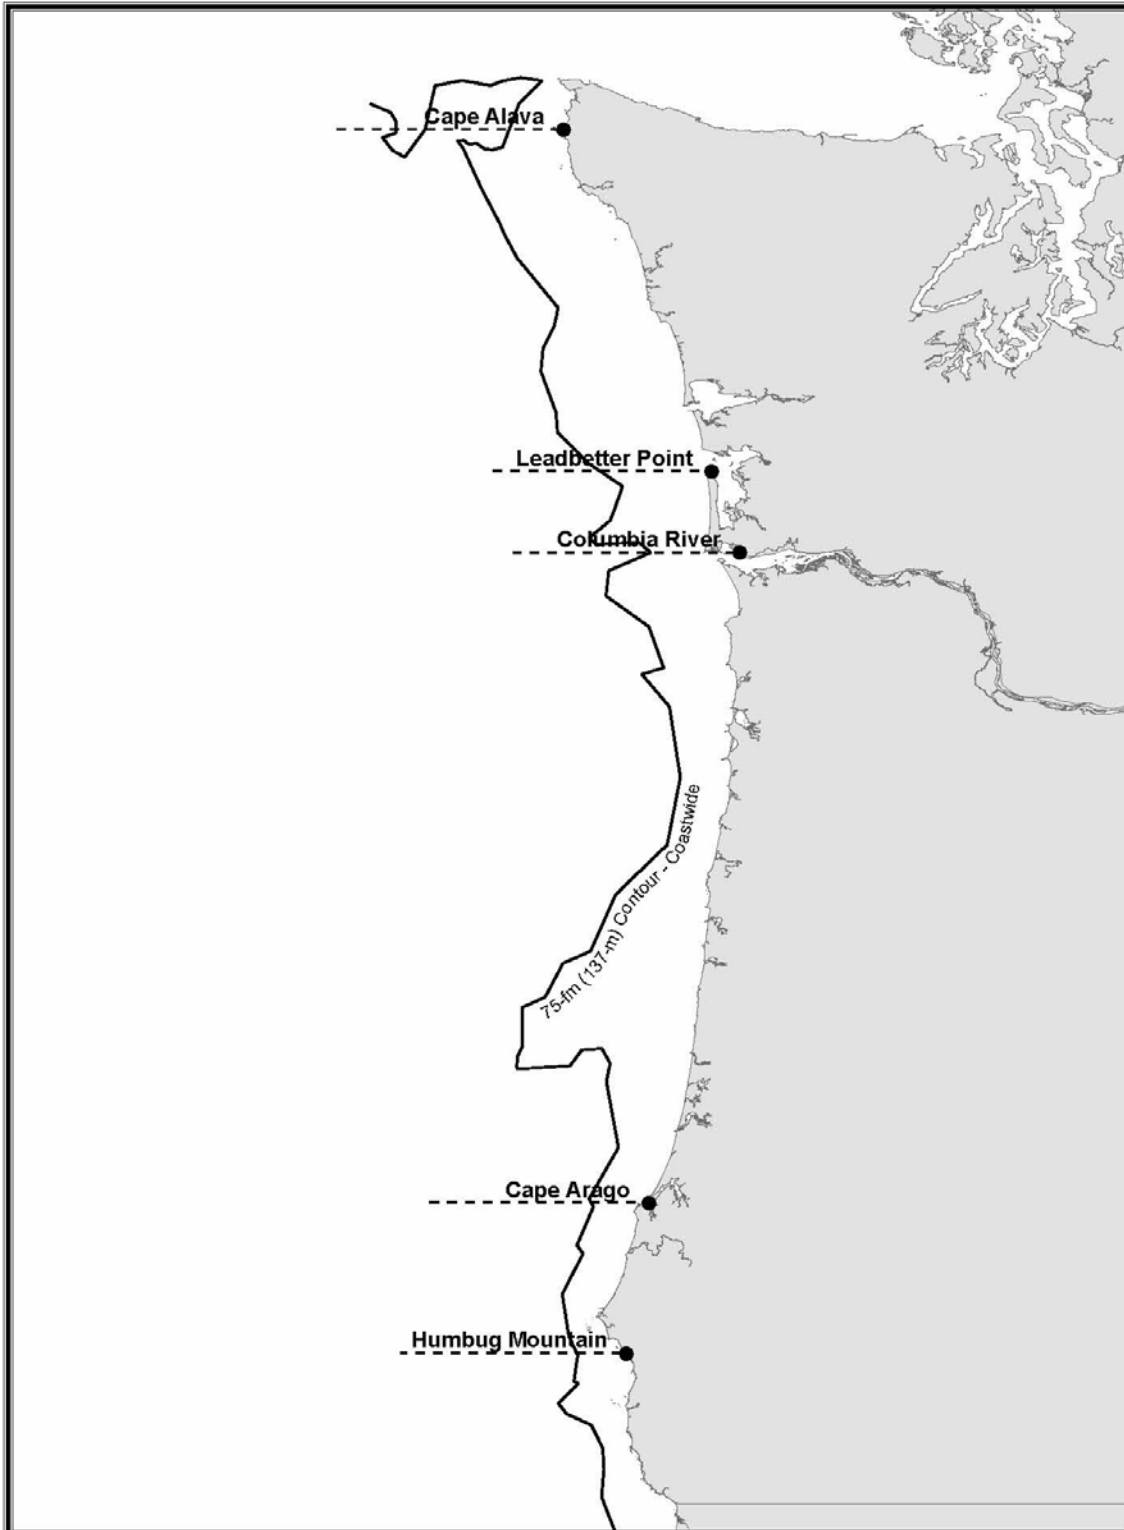 Cape Alava
Leadbetter Point
Columbia River
75-fm (137-m) Contour - Coastwide
Cape Arago
Humbug Mountain